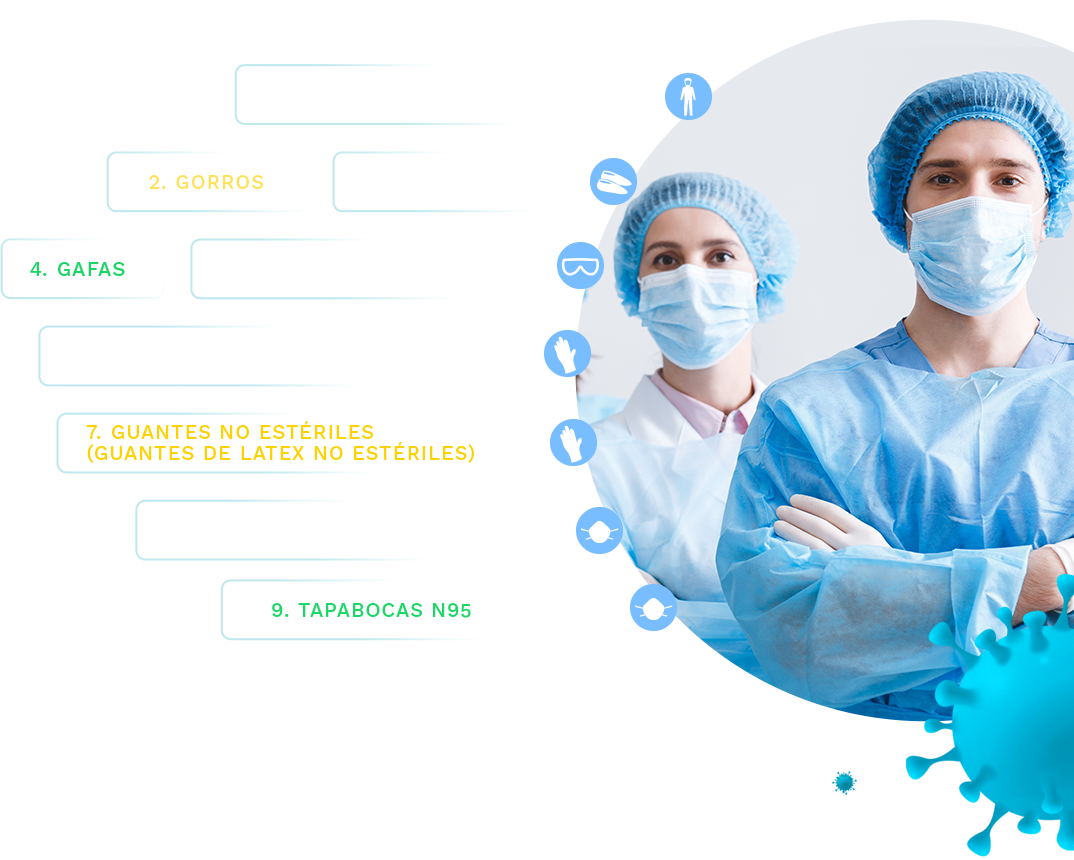 2. GORROS
4. GAFAS
7. GUANTES NO ESTÉRILES
(GUANTES DE LATEX NO ESTÉRILES)
9. TAPABOCAS N95